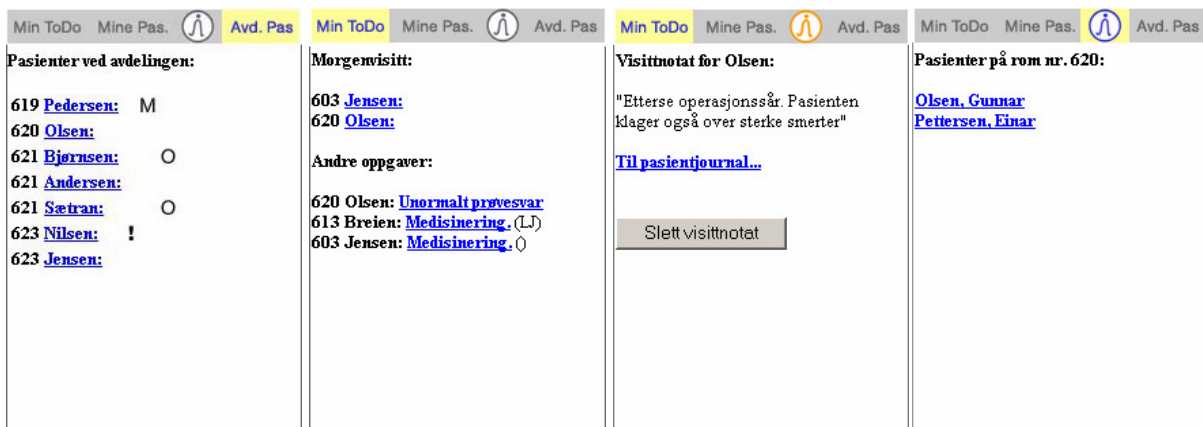 Min ToDo Mine Pas. Avd. Pas
Pasienter ved avdelingen:
619 Pedersen: M
620 Olsen:
621 Bjørnsen: O
621 Andersen:
621 Sætran: O
623 Nilsen: !
623 Jensen:
Min ToDo Mine Pas. Avd. Pas
Morgenvisitt:
603 Jensen:
620 Olsen:
Andre oppgaver:
620 Olsen: Unormalt prøvesvar
613 Breien: Medisinering. (LJ)
603 Jensen: Medisinering. ()
Min ToDo Mine Pas. Avd. Pas
Visittnotat for Olsen:
"Etterse operasjonssår. Pasienten
klager også over sterke smerter"
Til pasientjournal...
Slett visittnotat
Min ToDo Mine Pas. Avd. Pas
Pasienter på rom nr. 620:
Olsen, Gunnar
Pettersen, Einar